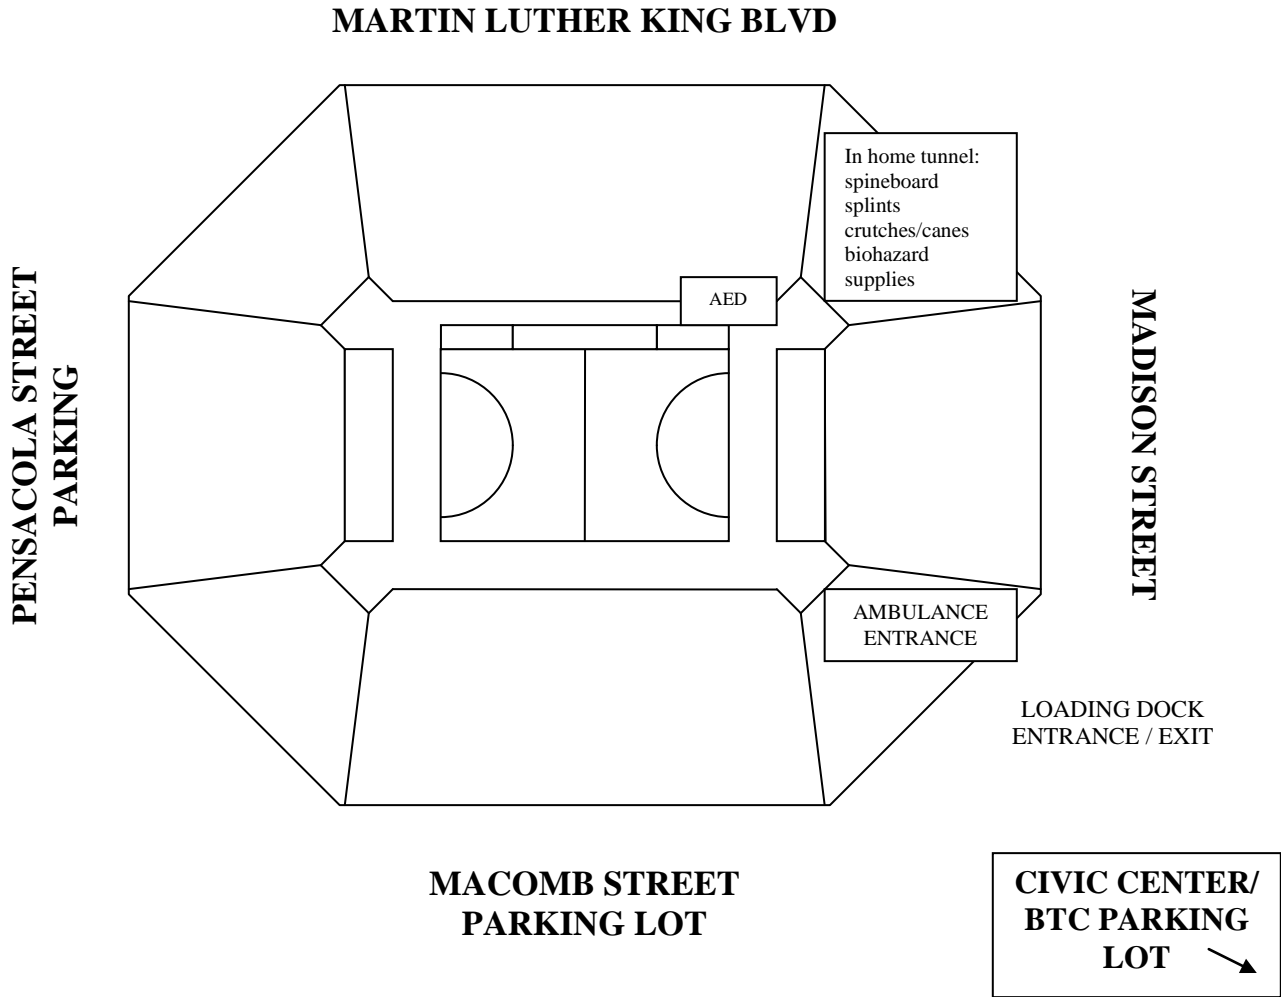 MARTIN LUTHER KING BLVD
In home tunnel:
spineboard
splints
crutches/canes
biohazard
supplies
AED
PENSACOLA STREET
PARKING
MADISON STREET
AMBULANCE
ENTRANCE
LOADING DOCK
ENTRANCE / EXIT
MACOMB STREET
PARKING LOT
CIVIC CENTER/
BTC PARKING
LOT